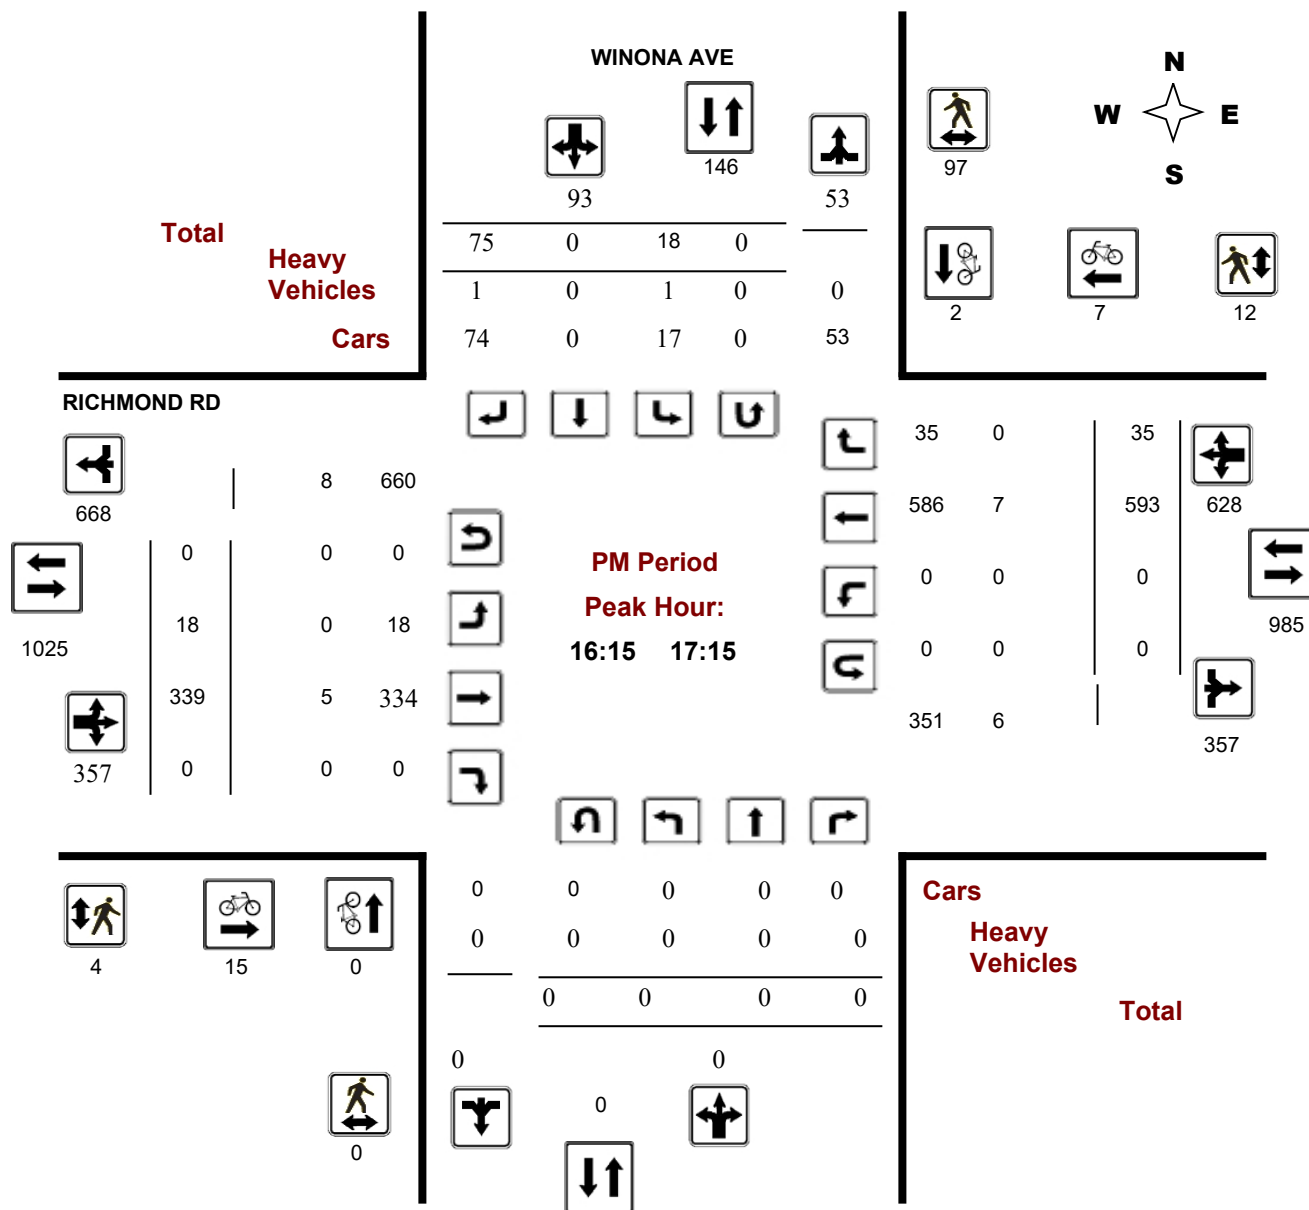 WINONA AVE
N
W E
S
146
97
93 53
Total 75 0 18 0
Heavy
Vehicles 1 0 1 0 0
Cars 74 0 17 0 53
2 7 12
RICHMOND RD
35 0 35
8 660
668
586 7 593 628
0 0 0
PM Period
0 0 0
Peak Hour:
18 0 18
985
1025
16:15 17:15
0 0 0
339 5 334
351 6
357
357 0 0 0
0 0 0 0 0
Cars
0 0 0 0 0
Heavy
Vehicles
4 15 0
0 0 0 0
Total
0 0
0
0